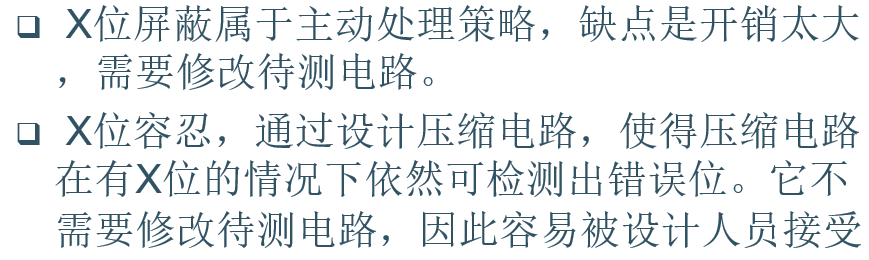 ❑ X位屏蔽属于主动处理策略，缺点是开销太大
，需要修改待测电路。
❑ X位容忍，通过设计压缩电路，使得压缩电路
在有X位的情况下依然可检测出错误位。它不
需要修改待测电路，因此容易被设计人员接受